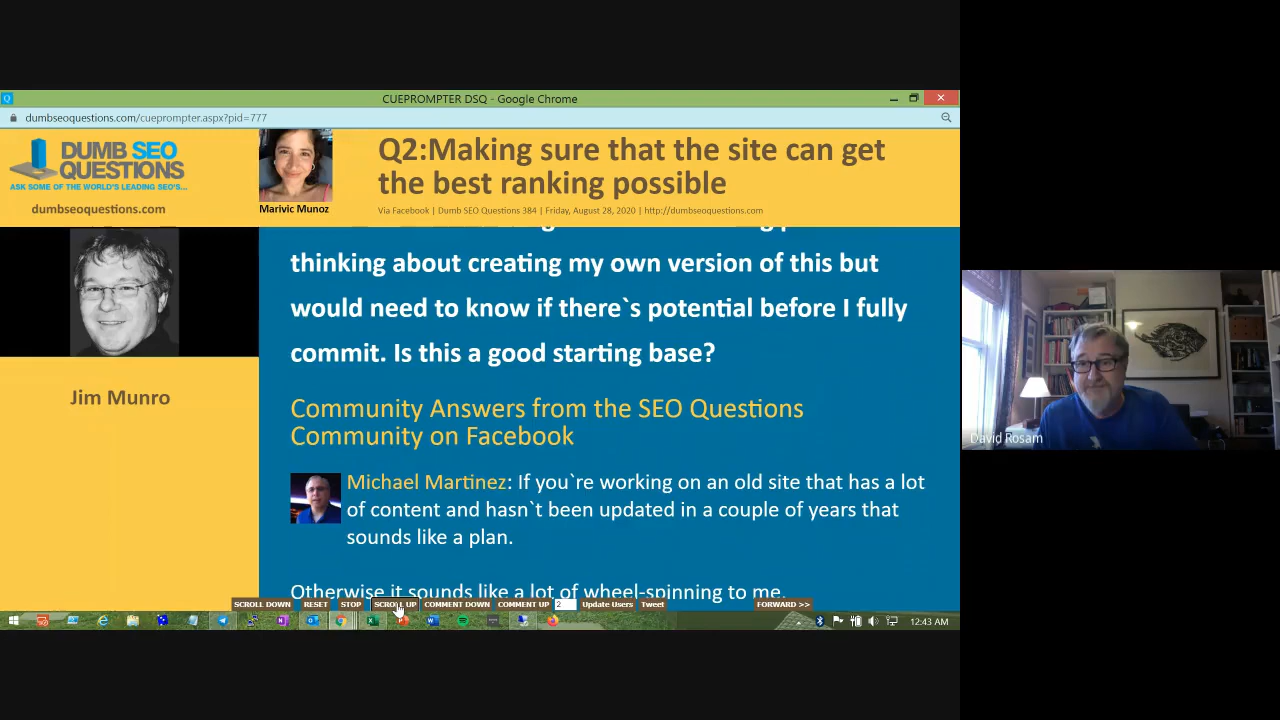 CUEPROMPTER DSQ - Google Chrome
dumbseoquestions.com/cueprompter.aspx?pid=777
DUMB SEO
QUESTIONS
ASK SOME OF THE WORLD'S LEADING SEO'S...
dumbseoquestions.com
Marivic Munoz
Q2:Making sure that the site can get
the best ranking possible
Via Facebook | Dumb SEO Questions 384 | Friday, August 28, 2020 | http://dumbseoquestions.com
Jim Munro
thinking about creating my own version of this but
would need to know if there`s potential before I fully
commit. Is this a good starting base?
Community Answers from the SEO Questions
Community on Facebook
Michael Martinez: If you`re working on an old site that has a lot
of content and hasn`t been updated in a couple of years that
sounds like a plan.
Otherwise it sounds like a lot of wheel-spinning to me.
SCROLL DOWN RESET STOP SCROLL UP COMMENT DOWN COMMENT UP 2 Update Users Tweet FORWARD >>
12:43 AM
David Rosam